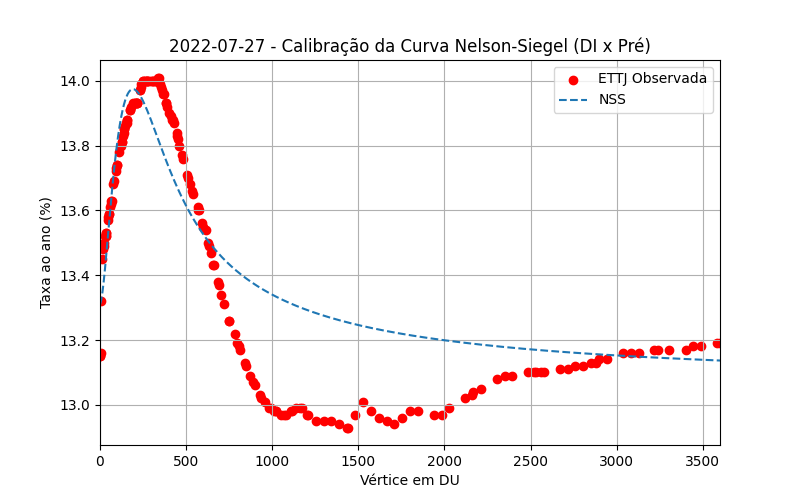 2022-07-27 - Calibração da Curva Nelson-Siegel (DI x Pré)
ETTJ Observada
NSS
Taxa ao ano (%)
14.0
13.8
13.6
13.4
13.2
13.0
0 500 1000 1500 2000 2500 3000 3500
Vértice em DU